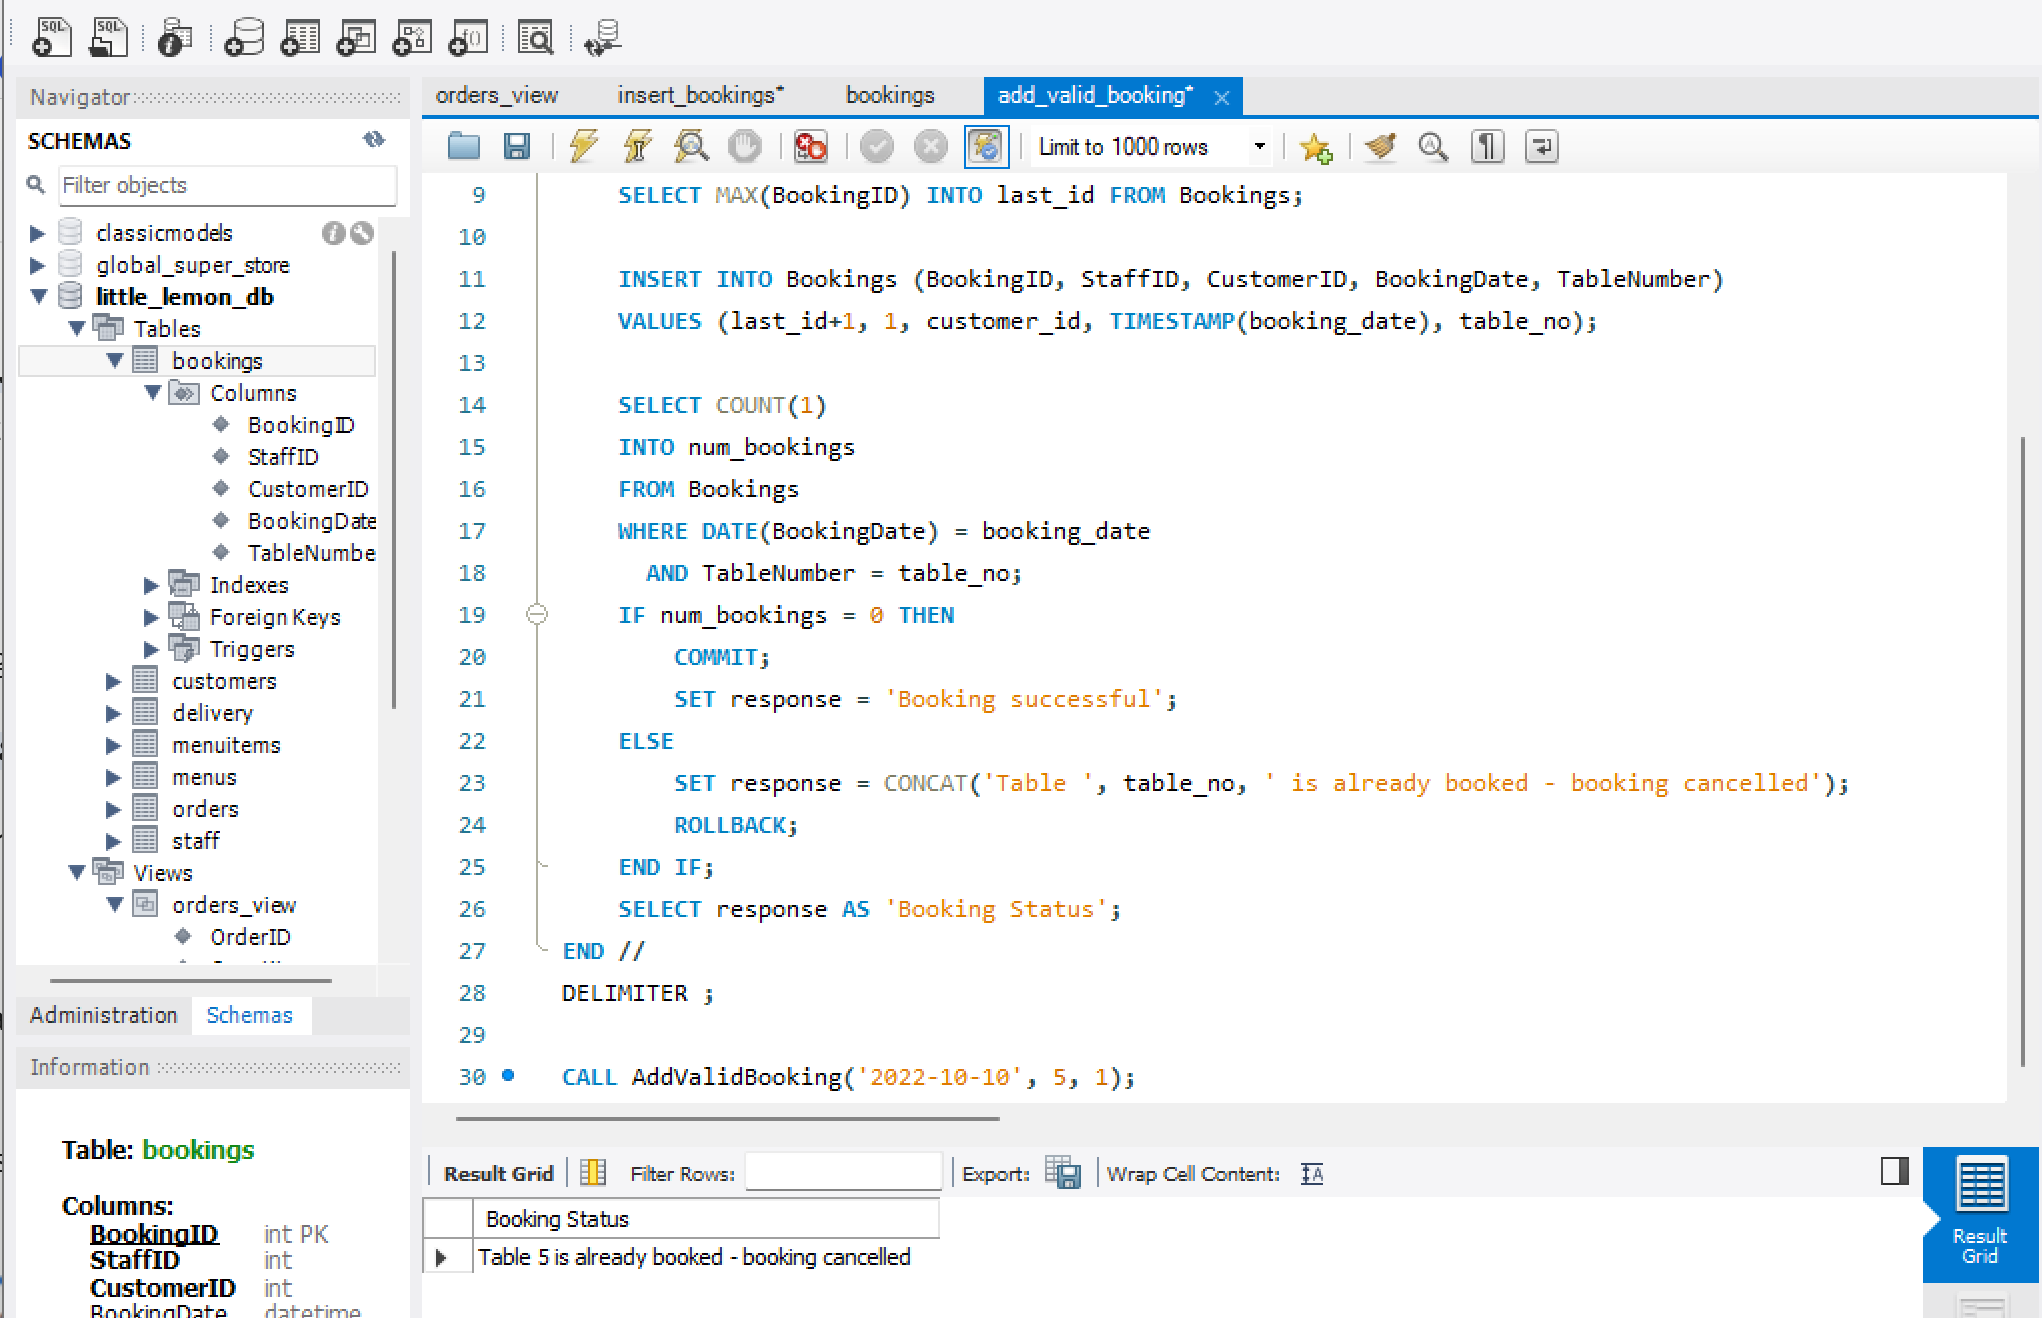 orders_view insert_bookings* bookings add_valid_booking*
Navigator
SCHEMAS
Filter objects
classicmodels
global_super_store
little_lemon_db
Tables
bookings
Columns
BookingID
StaffID
CustomerID
BookingDate
TableNumbe
Indexes
Foreign Keys
Triggers
customers
delivery
menuitems
menus
orders
staff
Views
orders_view
OrderID
Administration Schemas
Information
Table: bookings
Columns:
BookingID int PK
StaffID int
CustomerID int
BookingDate datetime
Limit to 1000 rows
9 SELECT MAX(BookingID) INTO last_id FROM Bookings;
10
11 INSERT INTO Bookings (BookingID, StaffID, CustomerID, BookingDate, TableNumber)
12 VALUES (last_id+1, 1, customer_id, TIMESTAMP(booking_date), table_no);
13
14 SELECT COUNT(1)
15 INTO num_bookings
16 FROM Bookings
17 WHERE DATE(BookingDate) = booking_date
18 AND TableNumber = table_no;
19 IF num_bookings = 0 THEN
20 COMMIT;
21 SET response = 'Booking successful';
22 ELSE
23 SET response = CONCAT('Table ', table_no, ' is already booked - booking cancelled');
24 ROLLBACK;
25 END IF;
26 SELECT response AS 'Booking Status';
27 END //
28 DELIMITER ;
29
30 CALL AddValidBooking('2022-10-10', 5, 1);
Result Grid Filter Rows: Export: Wrap Cell Content:
Booking Status
Table 5 is already booked - booking cancelled
Result
Grid